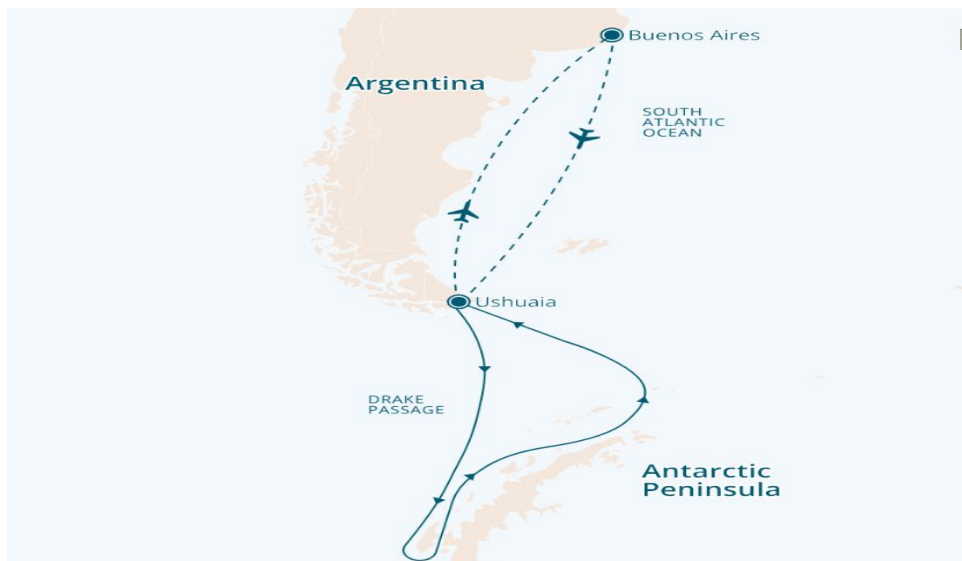 Buenos Aires
Argentina
SOUTH
ATLANTIC
OCEAN
Ushuaia
DRAKE
PASSAGE
Antarctic
Peninsula